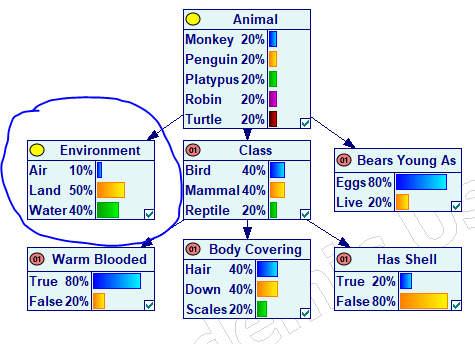 Animal
Monkey 20%
Penguin 20%
Platypus 20%
Robin 20%
Turtle 20%
Environment
Air 10%
Land 50%
Water 40%
01 Class
Bird 40%
Mammal 40%
Reptile 20%
01 Bears Young As
Eggs 80%
Live 20%
01 Warm Blooded
True 80%
False 20%
01 Body Covering
Hair 40%
Down 40%
Scales 20%
01 Has Shell
True 20%
False 80%